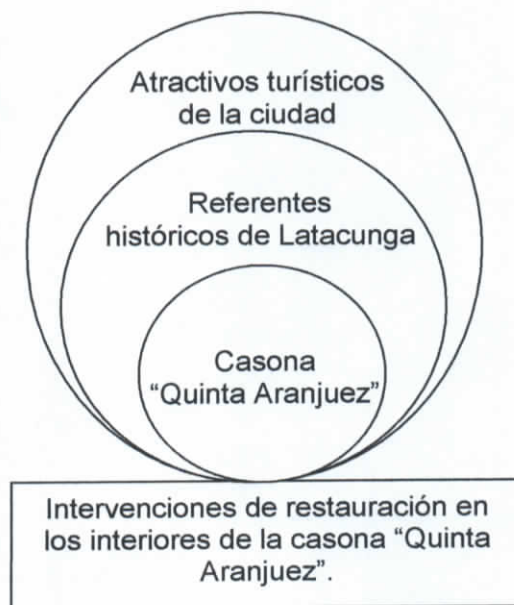 Atractivos turísticos
de la ciudad
Referentes
históricos de Latacunga
Casona
“Quinta Aranjuez”
Intervenciones de restauración en
los interiores de la casona “Quinta
Aranjuez”.